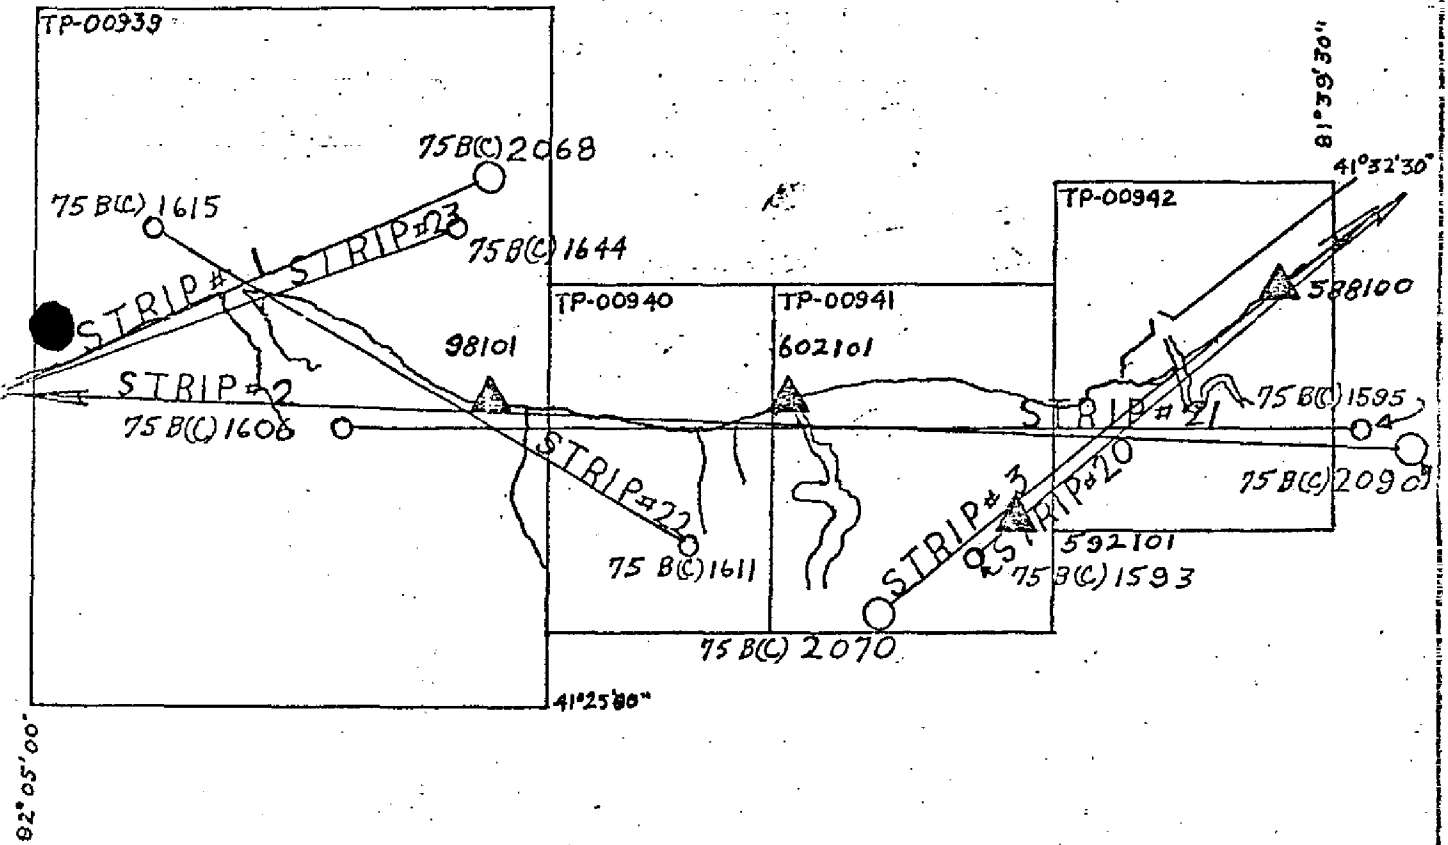 TP-00939
81°39'30"
75 B(C) 2068
41°32'30"
TP-00942
75 B(C) 1615
STRIP #1
STRIP #23
75 B(C) 1644
TP-00940
TP-00941
588100
98101
602101
STRIP #2
75 B(C) 1606
STRIP #21
75 B(C) 1595
STRIP #22
75 B(C) 2090
STRIP #3
STRIP #20
75 B(C) 1611
592101
75 B(C) 1593
75 B(C) 2070
41°25'00"
82°05'00"